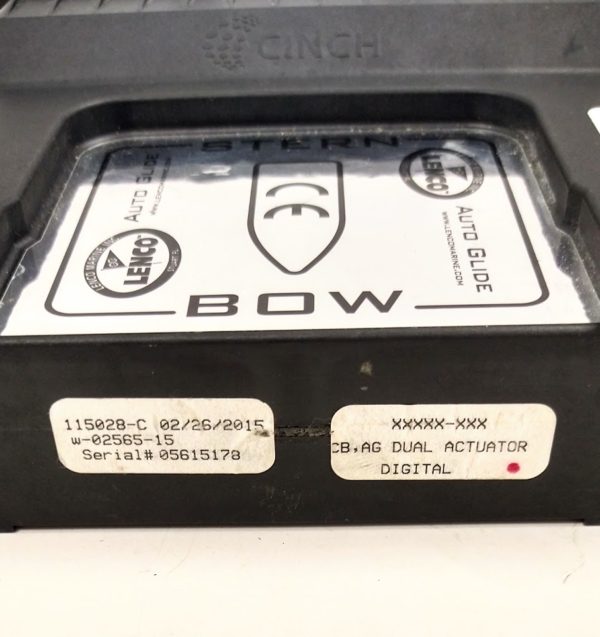 CINCH
STERN
AUTO GLIDE
WWW.LENCOMARINE.COM
LENCO
CE
LENCO
AUTO GLIDE
WWW.LENCOMARINE.COM
BOW
115028-C 02/26/2015
w-02565-15
Serial# 05615178
XXXXX-XXX
CB,AG DUAL ACTUATOR
DIGITAL